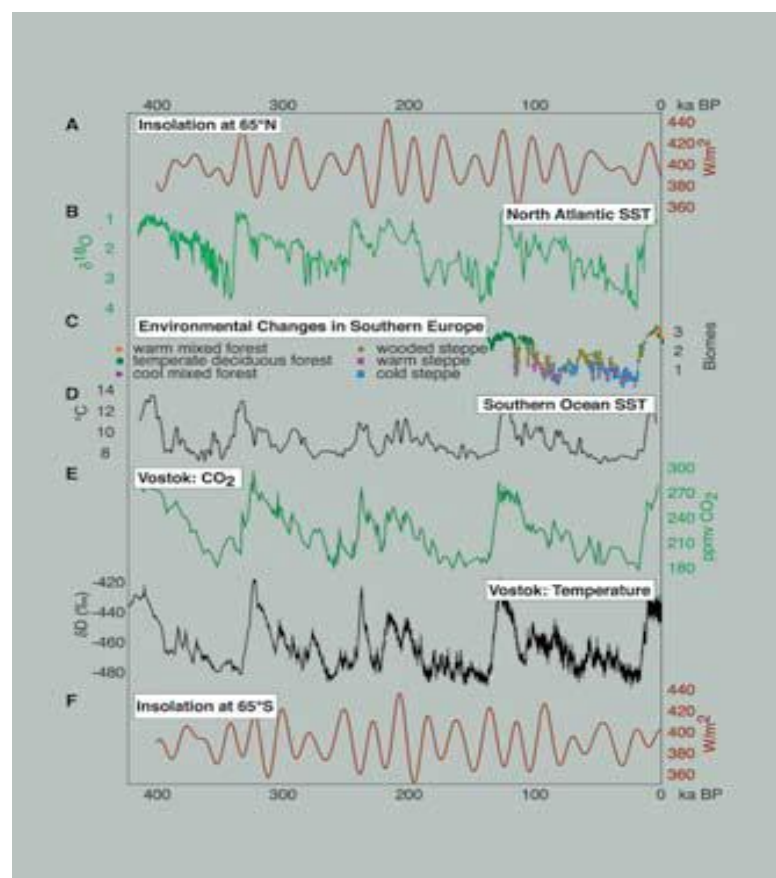 400 300 200 100 0 ka BP
A Insolation at 65°N 440
420
400
380
360
W/m²
B North Atlantic SST
1
2
3
4
δ18O
C Environmental Changes in Southern Europe
warm mixed forest wooded steppe
temperate deciduous forest warm steppe
cool mixed forest cold steppe
3
2
1
Biomes
D Southern Ocean SST
14
12
10
8
°C
E Vostok: CO2
300
270
240
210
180
ppmv CO2
Vostok: Temperature
-420
-440
-460
-480
δD (‰)
F Insolation at 65°S
440
420
400
380
360
W/m²
400 300 200 100 0 ka BP